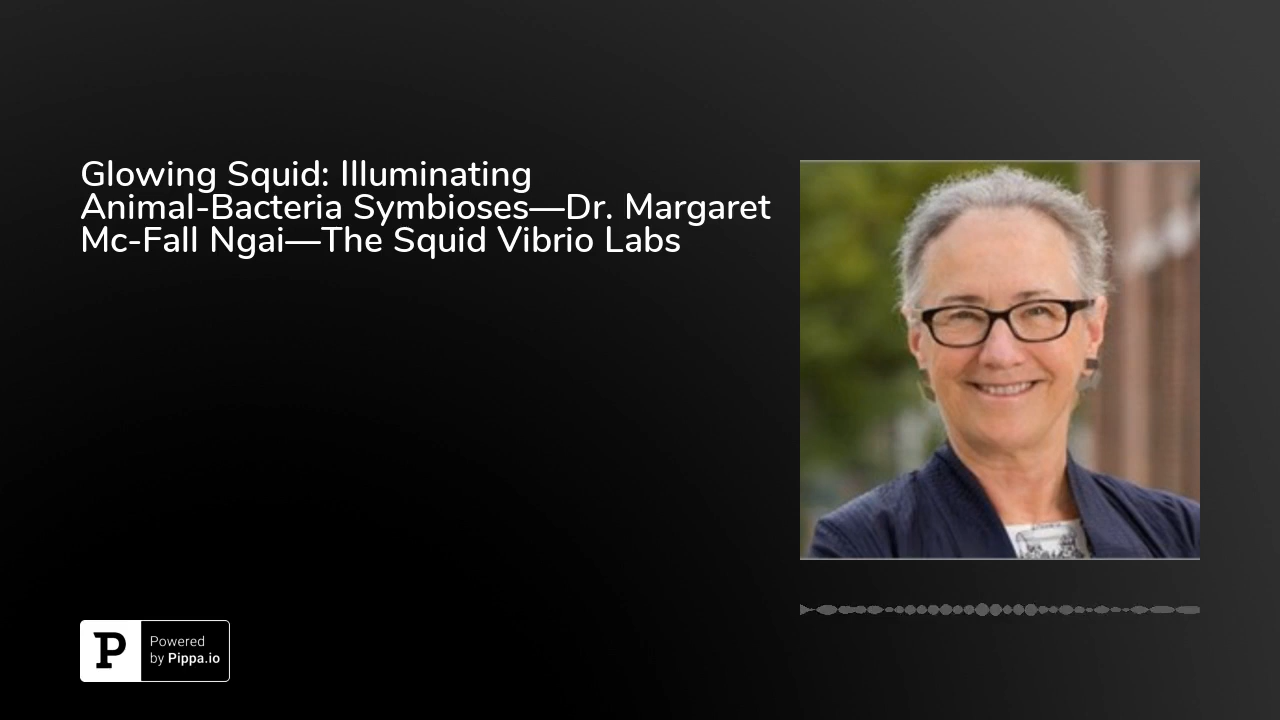 Glowing Squid: Illuminating
Animal-Bacteria Symbioses—Dr. Margaret
Mc-Fall Ngai—The Squid Vibrio Labs
P
Powered
by Pippa.io